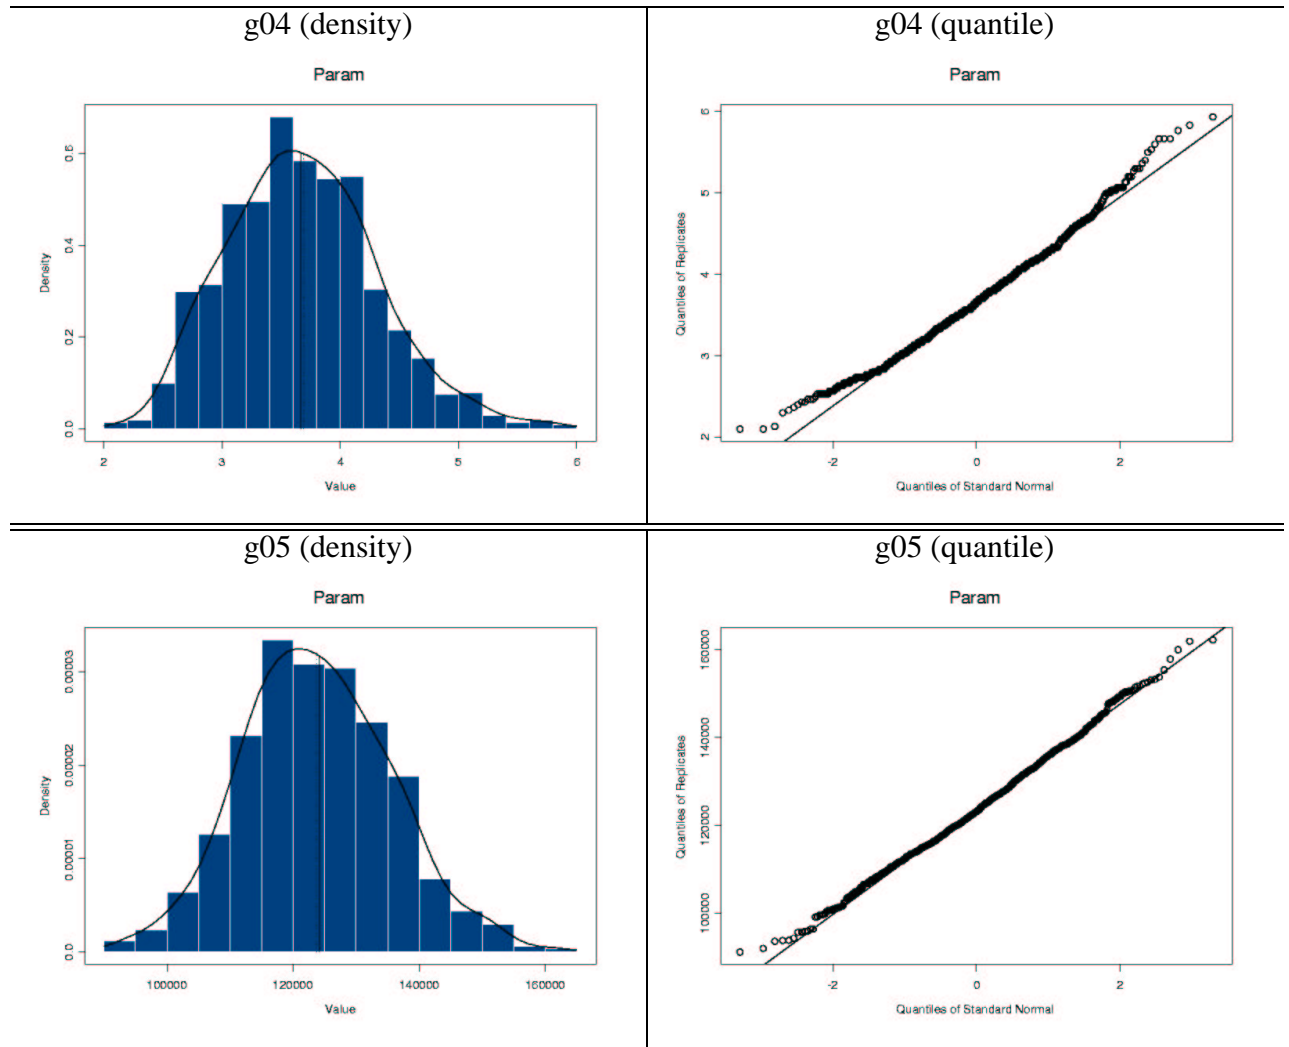 g04 (density)
Param
Density
0.6
0.4
0.2
0.0
2 3 4 5 6
Value
g04 (quantile)
Param
Quantiles of Replicates
6
5
4
3
2
-2 0 2
Quantiles of Standard Normal
g05 (density)
Param
Density
0.0003
0.00002
0.00001
0.0
100000 120000 140000 160000
Value
g05 (quantile)
Param
Quantiles of Replicates
160000
140000
120000
100000
-2 0 2
Quantiles of Standard Normal